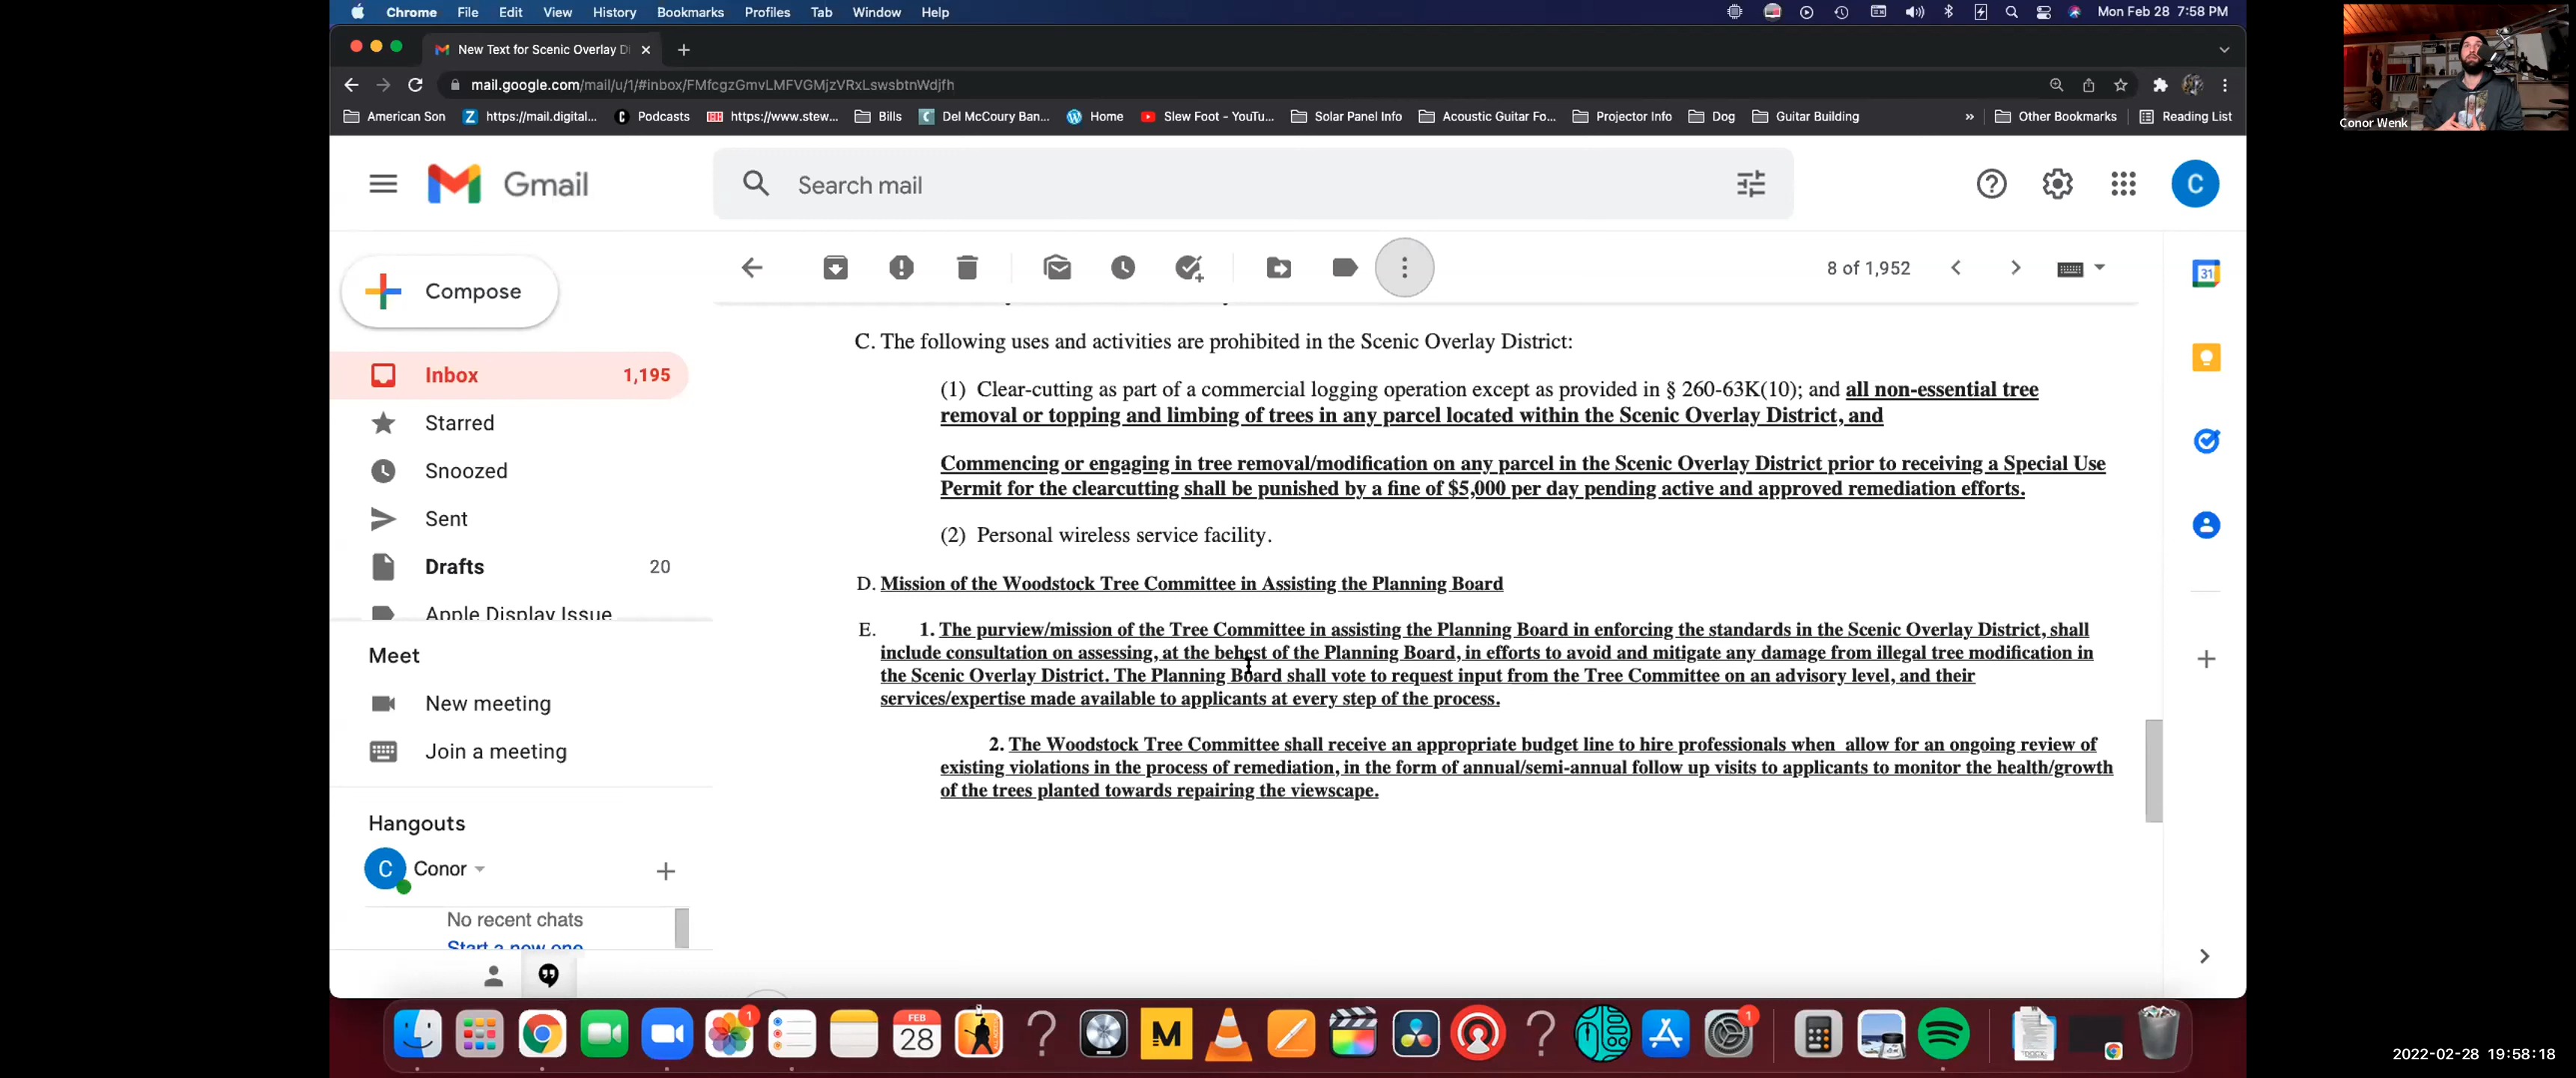 Chrome File Edit View History Bookmarks Profiles Tab Window Help Mon Feb 28 7:58 PM
New Text for Scenic Overlay Di
mail.google.com/mail/u/1/#inbox/FMfcgzGmvLMFVGMjzVRxLswsbtnWdjfh
American Son https://mail.digital... Podcasts https://www.stew... Bills Del McCoury Ban... Home Slew Foot - YouTu... Solar Panel Info Acoustic Guitar Fo... Projector Info Dog Guitar Building » Other Bookmarks Reading List
Conor Wenk
Gmail
Search mail
C
Compose
8 of 1,952
31
Inbox 1,195
Starred
Snoozed
Sent
Drafts 20
Apple Display Issue
Meet
New meeting
Join a meeting
Hangouts
C Conor
No recent chats
Start a new one
C. The following uses and activities are prohibited in the Scenic Overlay District:
(1) Clear-cutting as part of a commercial logging operation except as provided in § 260-63K(10); and all non-essential tree
removal or topping and limbing of trees in any parcel located within the Scenic Overlay District, and
Commencing or engaging in tree removal/modification on any parcel in the Scenic Overlay District prior to receiving a Special Use
Permit for the clearcutting shall be punished by a fine of $5,000 per day pending active and approved remediation efforts.
(2) Personal wireless service facility.
D. Mission of the Woodstock Tree Committee in Assisting the Planning Board
E. 1. The purview/mission of the Tree Committee in assisting the Planning Board in enforcing the standards in the Scenic Overlay District, shall
include consultation on assessing, at the behest of the Planning Board, in efforts to avoid and mitigate any damage from illegal tree modification in
the Scenic Overlay District. The Planning Board shall vote to request input from the Tree Committee on an advisory level, and their
services/expertise made available to applicants at every step of the process.
2. The Woodstock Tree Committee shall receive an appropriate budget line to hire professionals when allow for an ongoing review of
existing violations in the process of remediation, in the form of annual/semi-annual follow up visits to applicants to monitor the health/growth
of the trees planted towards repairing the viewscape.
1
FEB
28
M
1
2022-02-28 19:58:18